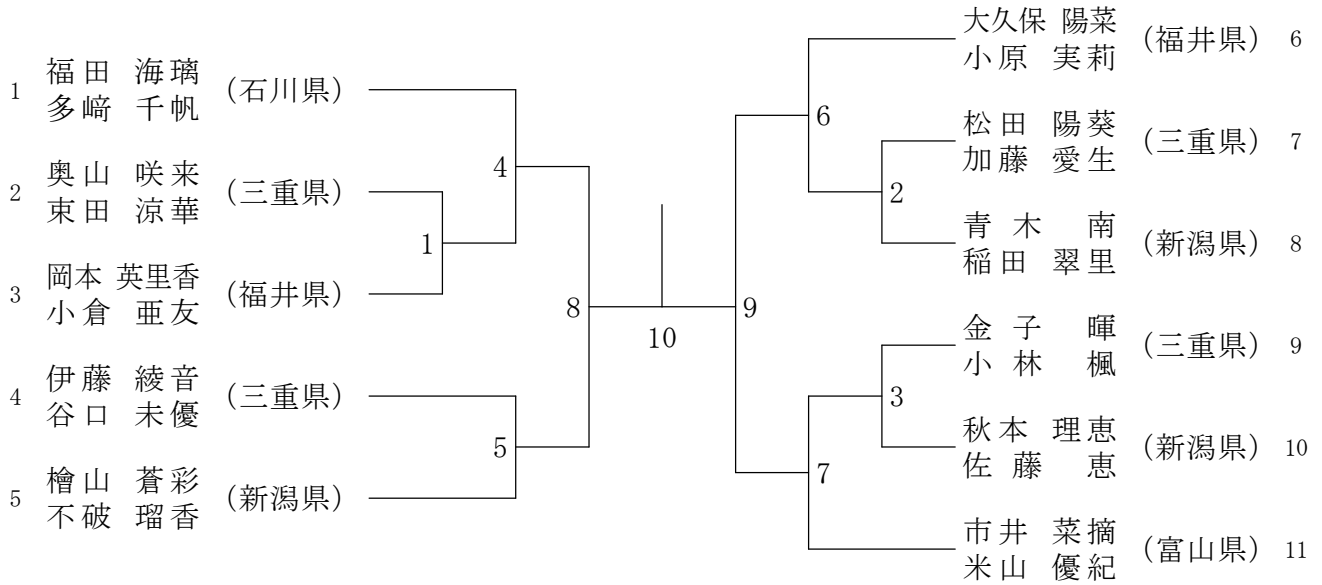 1 福田 海璃 (石川県)
多﨑 千帆
2 奥山 咲来 (三重県)
束田 涼華
3 岡本 英里香 (福井県)
小倉 亜友
4 伊藤 綾音 (三重県)
谷口 未優
5 檜山 蒼彩 (新潟県)
不破 瑠香
4
1
8
5
10
9
6
2
3
7
大久保 陽菜 (福井県) 6
小原 実莉
松田 陽葵 (三重県) 7
加藤 愛生
青木 南 (新潟県) 8
稲田 翠里
金子 暉 (三重県) 9
小林 楓
秋本 理恵 (新潟県) 10
佐藤 恵
市井 菜摘 (富山県) 11
米山 優紀